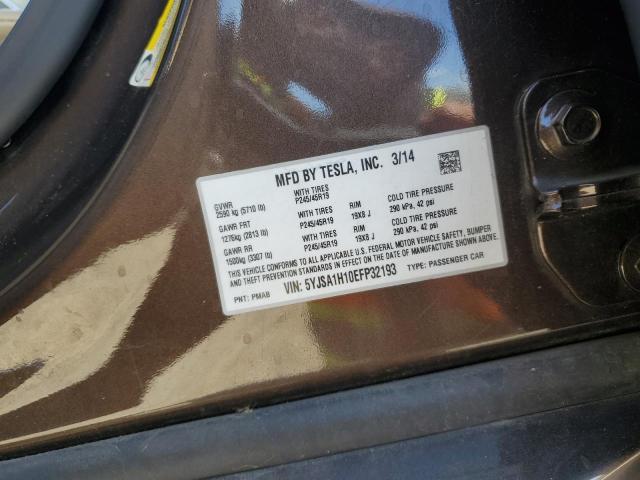 MFD BY TESLA, INC. 3/14
GVWR WITH TIRES
2590 kg (5710 lb) P245/45R19
GAWR FRT WITH TIRES RIM COLD TIRE PRESSURE
1276kg (2813 lb) P245/45R19 19X8 J 290 kPa, 42 psi
GAWR RR WITH TIRES RIM COLD TIRE PRESSURE
1500kg (3307 lb) P245/45R19 19X8 J 290 kPa, 42 psi
THIS CAR CONFORMS TO ALL APPLICABLE U.S. FEDERAL MOTOR VEHICLE SAFETY, BUMPER
AND THEFT PREVENTION STANDARDS IN EFFECT ON THE DATE OF MANUFACTURE SHOWN ABOVE.
PNT: PMAB VIN: 5YJSA1H10EFP32193 TYPE: PASSENGER CAR